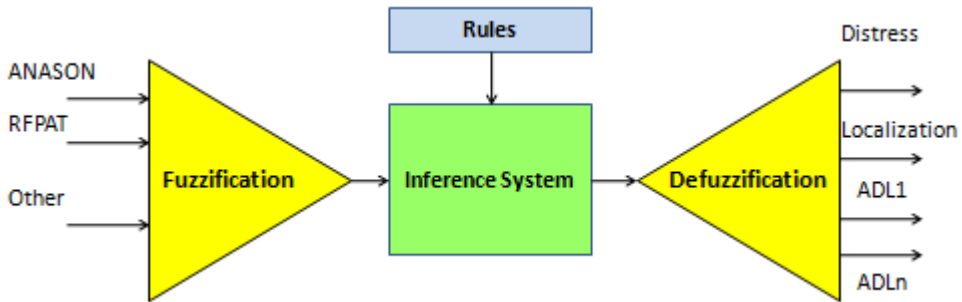 Rules
Distress
ANASON
RFPAT
Localization
Fuzzification
Inference System
Defuzzification
Other
ADL1
ADLn